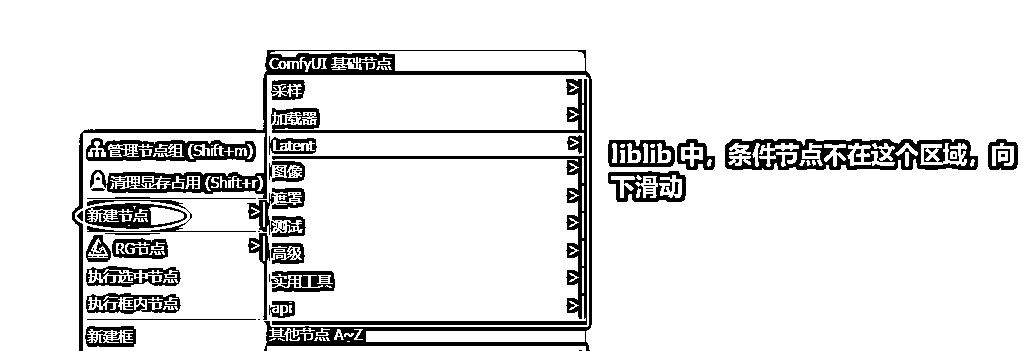 ComfyUI 基础节点
采样
加载器
Latent
图像
遮罩
测试
高级
实用工具
api
其他节点 A~Z
管理节点组 (Shift+m)
清理显存占用 (Shift+r)
新建节点
RG节点
执行选中节点
执行框内节点
新建框
liblib 中，条件节点不在这个区域，向
下滑动